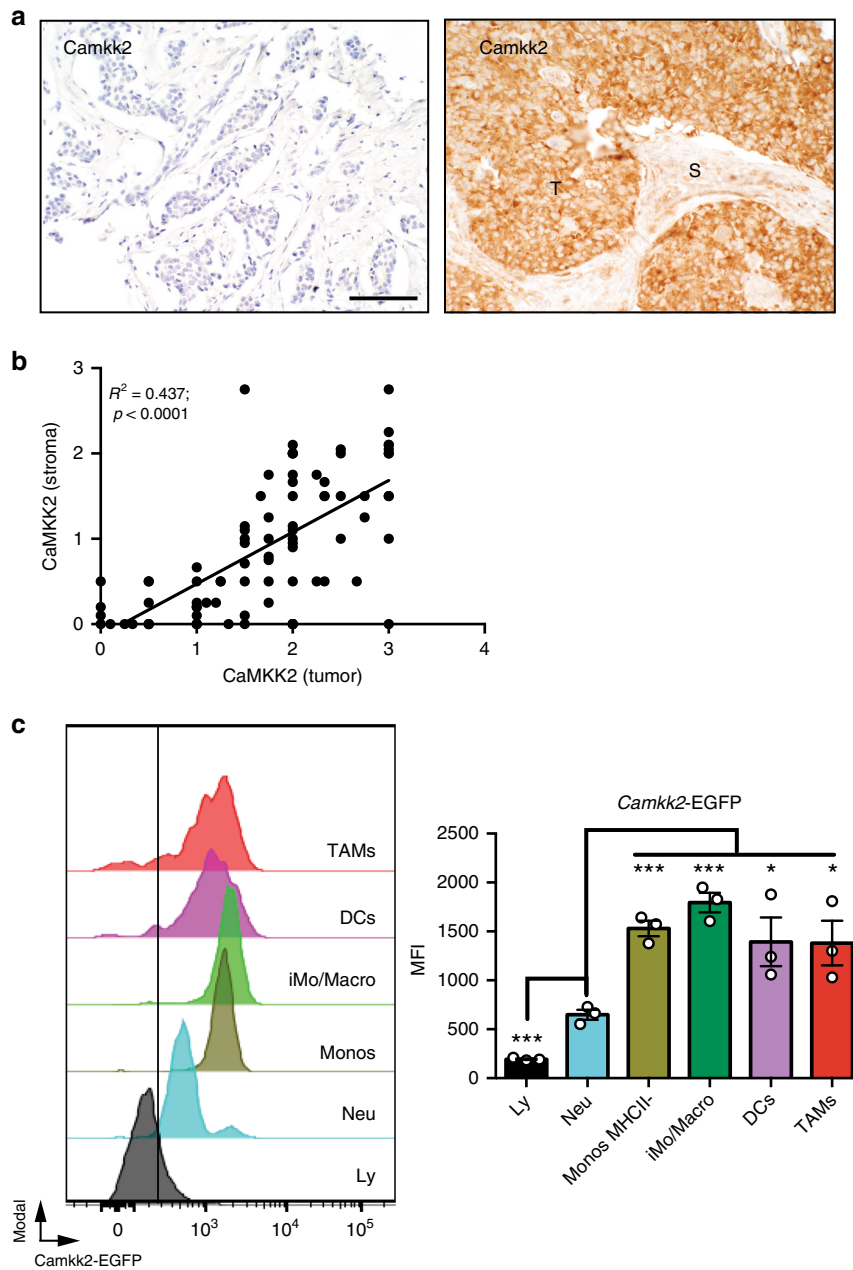 a
Camkk2
Camkk2
T
S
b
3
2
1
0
R² = 0.437;
p < 0.0001
CaMKK2 (stroma)
0
1
2
3
4
CaMKK2 (tumor)
c
TAMs
DCs
iMo/Macro
Monos
Neu
Ly
0
10³
10⁴
10⁵
Modal
Camkk2-EGFP
Camkk2-EGFP
2500
2000
1500
1000
500
0
MFI
***
***
***
*
*
Ly
Neu
Monos MHCII-
iMo/Macro
DCs
TAMs